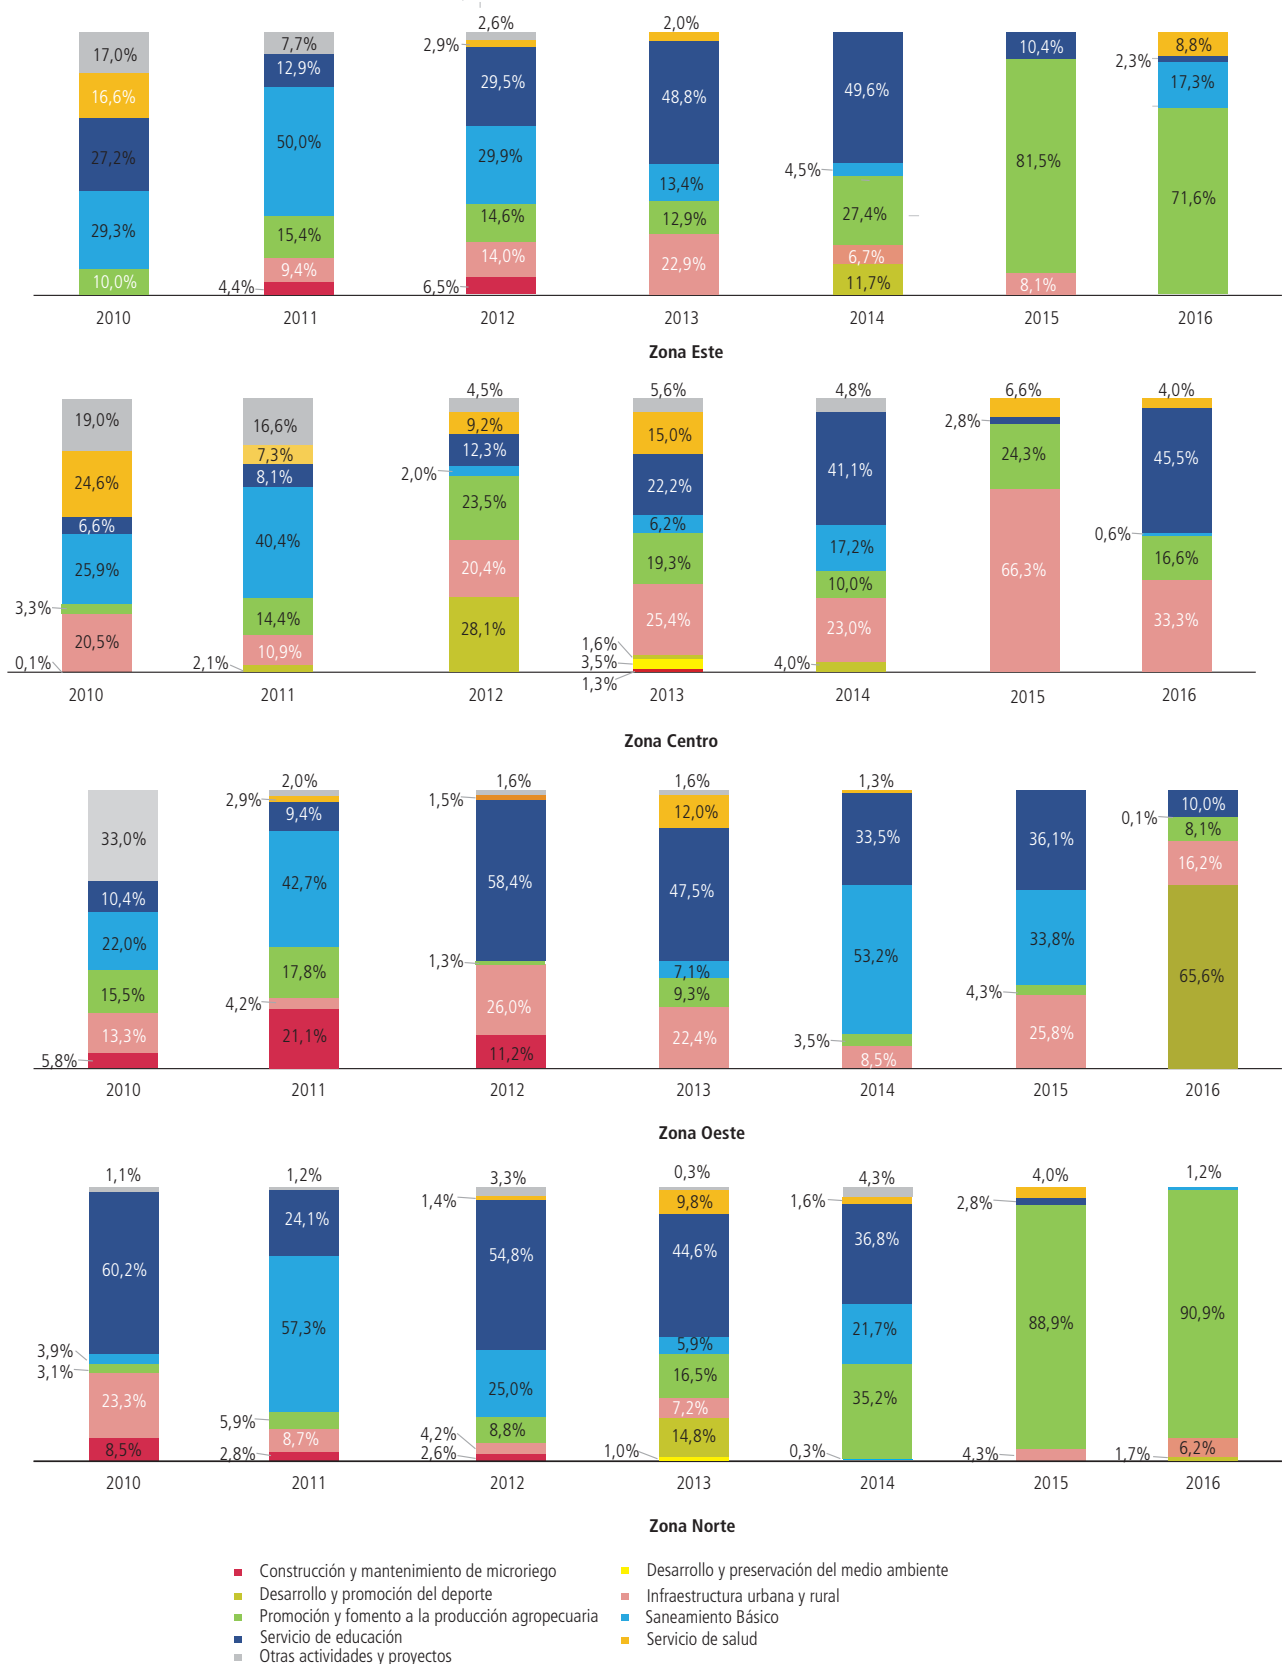 2,6% 2,0%
17,0% 7,7% 2,9% 10,4% 8,8%
16,6% 12,9% 29,5% 48,8% 49,6% 2,3% 17,3%
27,2% 50,0% 29,9% 13,4% 4,5% 81,5% 71,6%
29,3% 15,4% 14,6% 12,9% 27,4%
10,0% 9,4% 14,0% 22,9% 6,7% 8,1%
4,4% 6,5% 11,7%
2010 2011 2012 2013 2014 2015 2016
Zona Este
4,5% 5,6% 4,8% 6,6% 4,0%
19,0% 16,6% 9,2% 15,0% 41,1% 2,8% 45,5%
24,6% 7,3% 12,3% 22,2% 17,2% 24,3% 0,6%
6,6% 8,1% 2,0% 6,2% 10,0% 66,3% 16,6%
25,9% 40,4% 23,5% 19,3% 23,0% 33,3%
3,3% 14,4% 20,4% 25,4% 4,0%
20,5% 10,9% 28,1% 1,6%
0,1% 2,1% 3,5%
1,3%
2010 2011 2012 2013 2014 2015 2016
Zona Centro
2,0% 1,6% 1,6% 1,3%
33,0% 2,9% 1,5% 12,0% 33,5% 36,1% 10,0%
10,4% 9,4% 58,4% 47,5% 53,2% 33,8% 0,1% 8,1%
22,0% 42,7% 1,3% 7,1% 3,5% 4,3% 16,2%
15,5% 17,8% 26,0% 9,3% 8,5% 25,8% 65,6%
13,3% 4,2% 11,2% 22,4%
5,8% 21,1%
2010 2011 2012 2013 2014 2015 2016
Zona Oeste
1,1% 1,2% 3,3% 0,3% 4,3% 4,0% 1,2%
60,2% 24,1% 1,4% 9,8% 1,6% 2,8% 90,9%
3,9% 57,3% 54,8% 44,6% 36,8% 88,9% 6,2%
3,1% 5,9% 25,0% 5,9% 21,7% 4,3% 1,7%
23,3% 8,7% 8,8% 16,5% 35,2%
8,5% 2,8% 4,2% 7,2% 0,3%
2,6% 14,8%
1,0%
2010 2011 2012 2013 2014 2015 2016
Zona Norte
Construcción y mantenimiento de microriego
Desarrollo y promoción del deporte
Promoción y fomento a la producción agropecuaria
Servicio de educación
Otras actividades y proyectos
Desarrollo y preservación del medio ambiente
Infraestructura urbana y rural
Saneamiento Básico
Servicio de salud